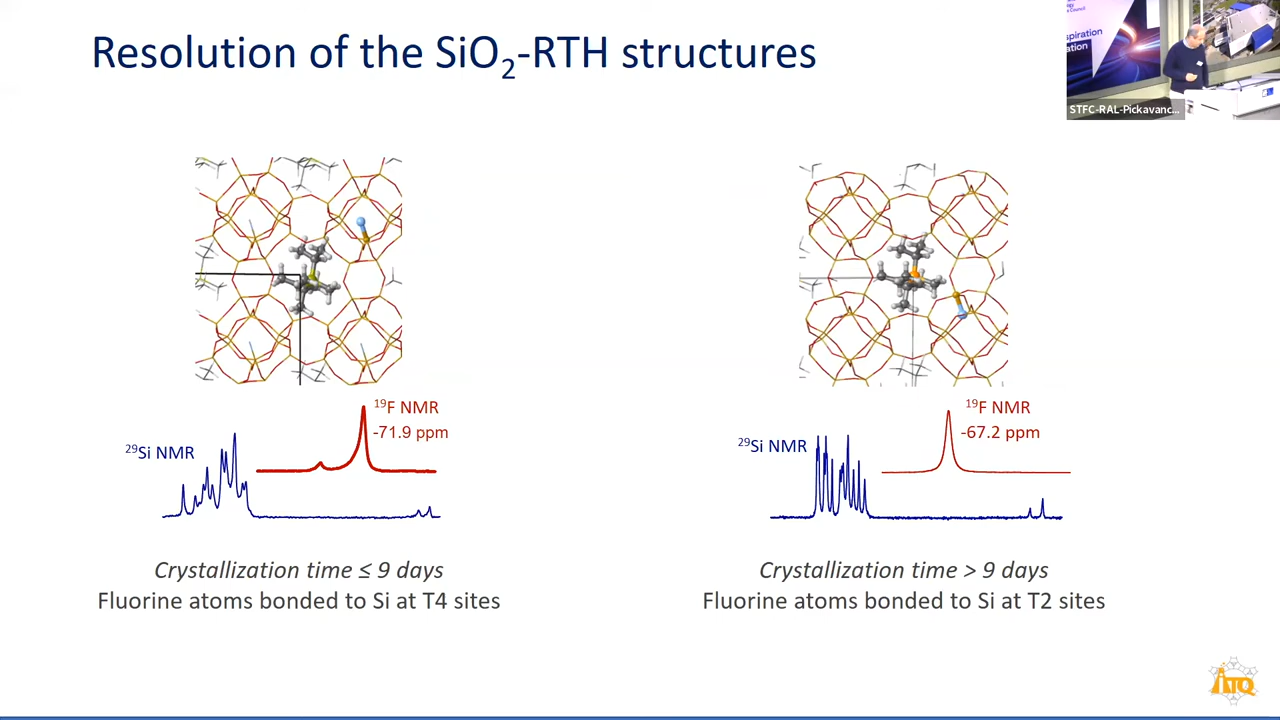 Resolution of the SiO₂-RTH structures
STFC-RAL-Pickavanc...
¹⁹F NMR
-71.9 ppm
²⁹Si NMR
¹⁹F NMR
-67.2 ppm
²⁹Si NMR
Crystallization time ≤ 9 days
Fluorine atoms bonded to Si at T4 sites
Crystallization time > 9 days
Fluorine atoms bonded to Si at T2 sites
iTQ